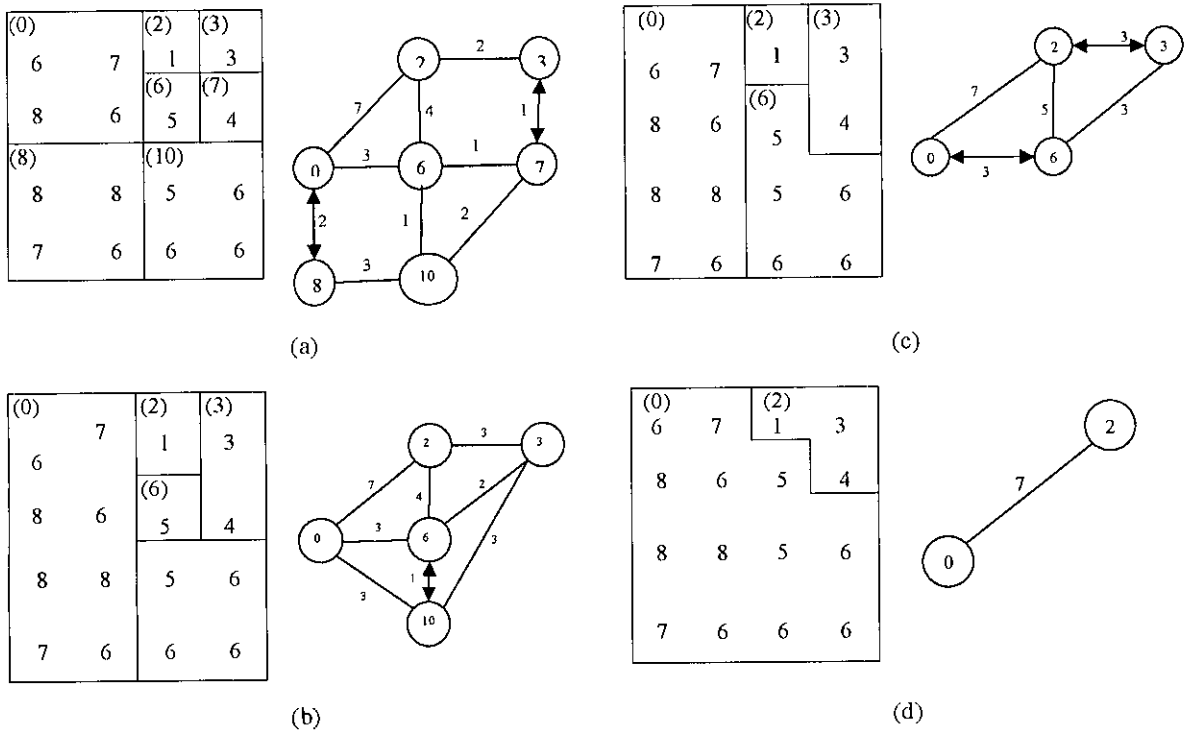 (0) (2) (3)
6 7 1 3
(6) (7)
8 6 5 4
(8) (10)
8 8 5 6
7 6 6 6
2 2 3
7 4 1
0 3 6 1 7
2 1 2
8 3 10
(a)
(0) (2) (3)
6 7 1 3
(6)
8 6 5 4
8 8 5 6
7 6 6 6
2 3 3
7 5 3
0 3 6
(c)
(0) (2) (3)
7 1 3
6
(6)
8 6 5 4
8 8 5 6
7 6 6 6
2 3 3
7 4 2
0 3 6 3
3 1
10
(b)
(0) (2)
6 7 1 3
8 6 5 4
8 8 5 6
7 6 6 6
2
7
0
(d)